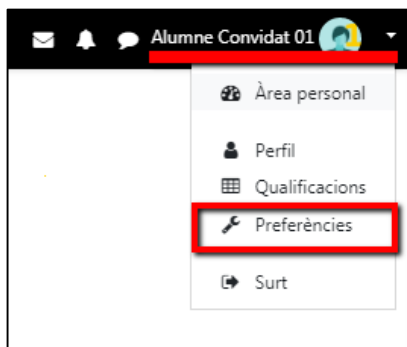 Alumne Convidat 01
Àrea personal
Perfil
Qualificacions
Preferències
Surt